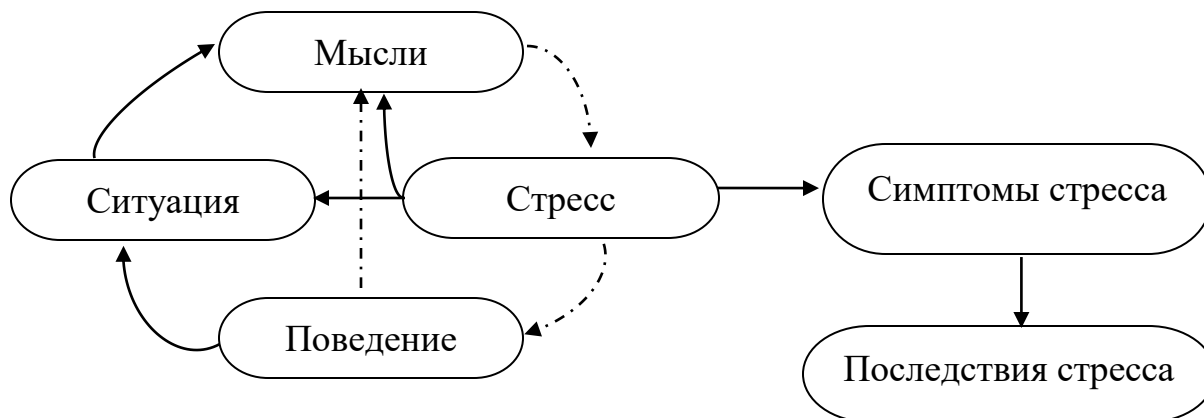 Мысли
Ситуация
Стресс
Симптомы стресса
Поведение
Последствия стресса